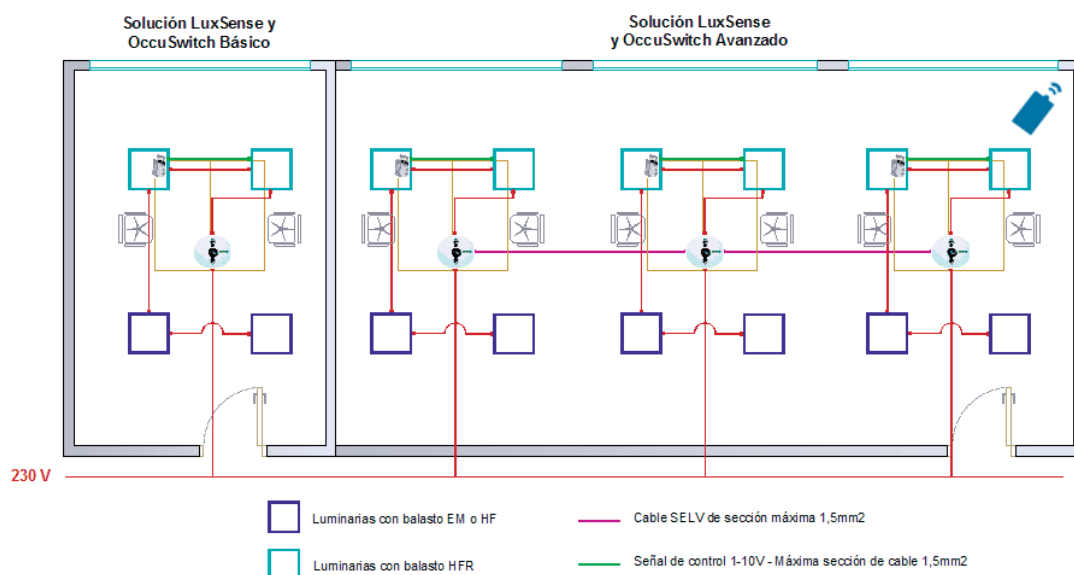 Solución LuxSense y
OccuSwitch Básico
Solución LuxSense
y OccuSwitch Avanzado
230 V
Luminarias con balasto EM o HF
Cable SELV de sección máxima 1,5mm2
Luminarias con balasto HFR
Señal de control 1-10V - Máxima sección de cable 1,5mm2